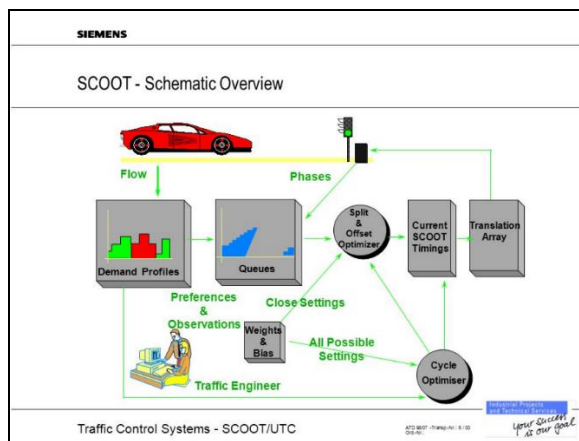 SIEMENS
SCOOT - Schematic Overview
Flow
Phases
Demand Profiles
Queues
Split
&
Offset
Optimizer
Current
SCOOT
Timings
Translation
Array
Preferences
&
Observations
Close Settings
Weights
&
Bias
All Possible
Settings
Traffic Engineer
Cycle
Optimiser
Industrial Projects
and Technical Services
Your success
is our goal
Traffic Control Systems - SCOOT/UTC